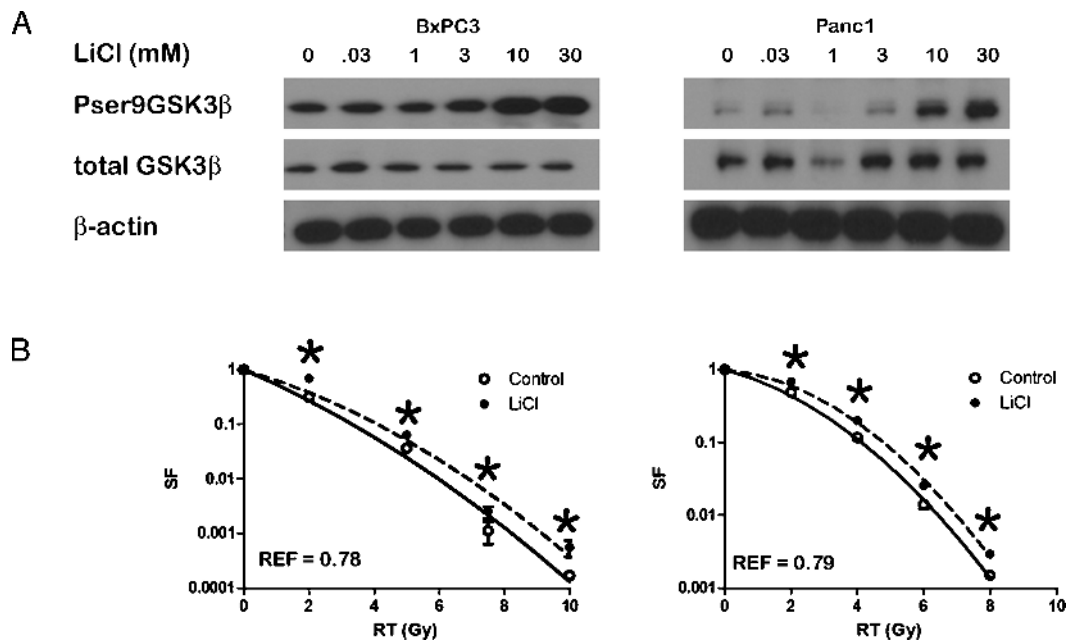 A
BxPC3
Panc1
LiCl (mM)
0 .03 1 3 10 30
0 .03 1 3 10 30
Pser9GSK3β
total GSK3β
β-actin
B
1
0.1
0.01
0.001
0.0001
SF
Control
LiCl
REF = 0.78
0 2 4 6 8 10
RT (Gy)
1
0.1
0.01
0.001
SF
Control
LiCl
REF = 0.79
0 2 4 6 8 10
RT (Gy)